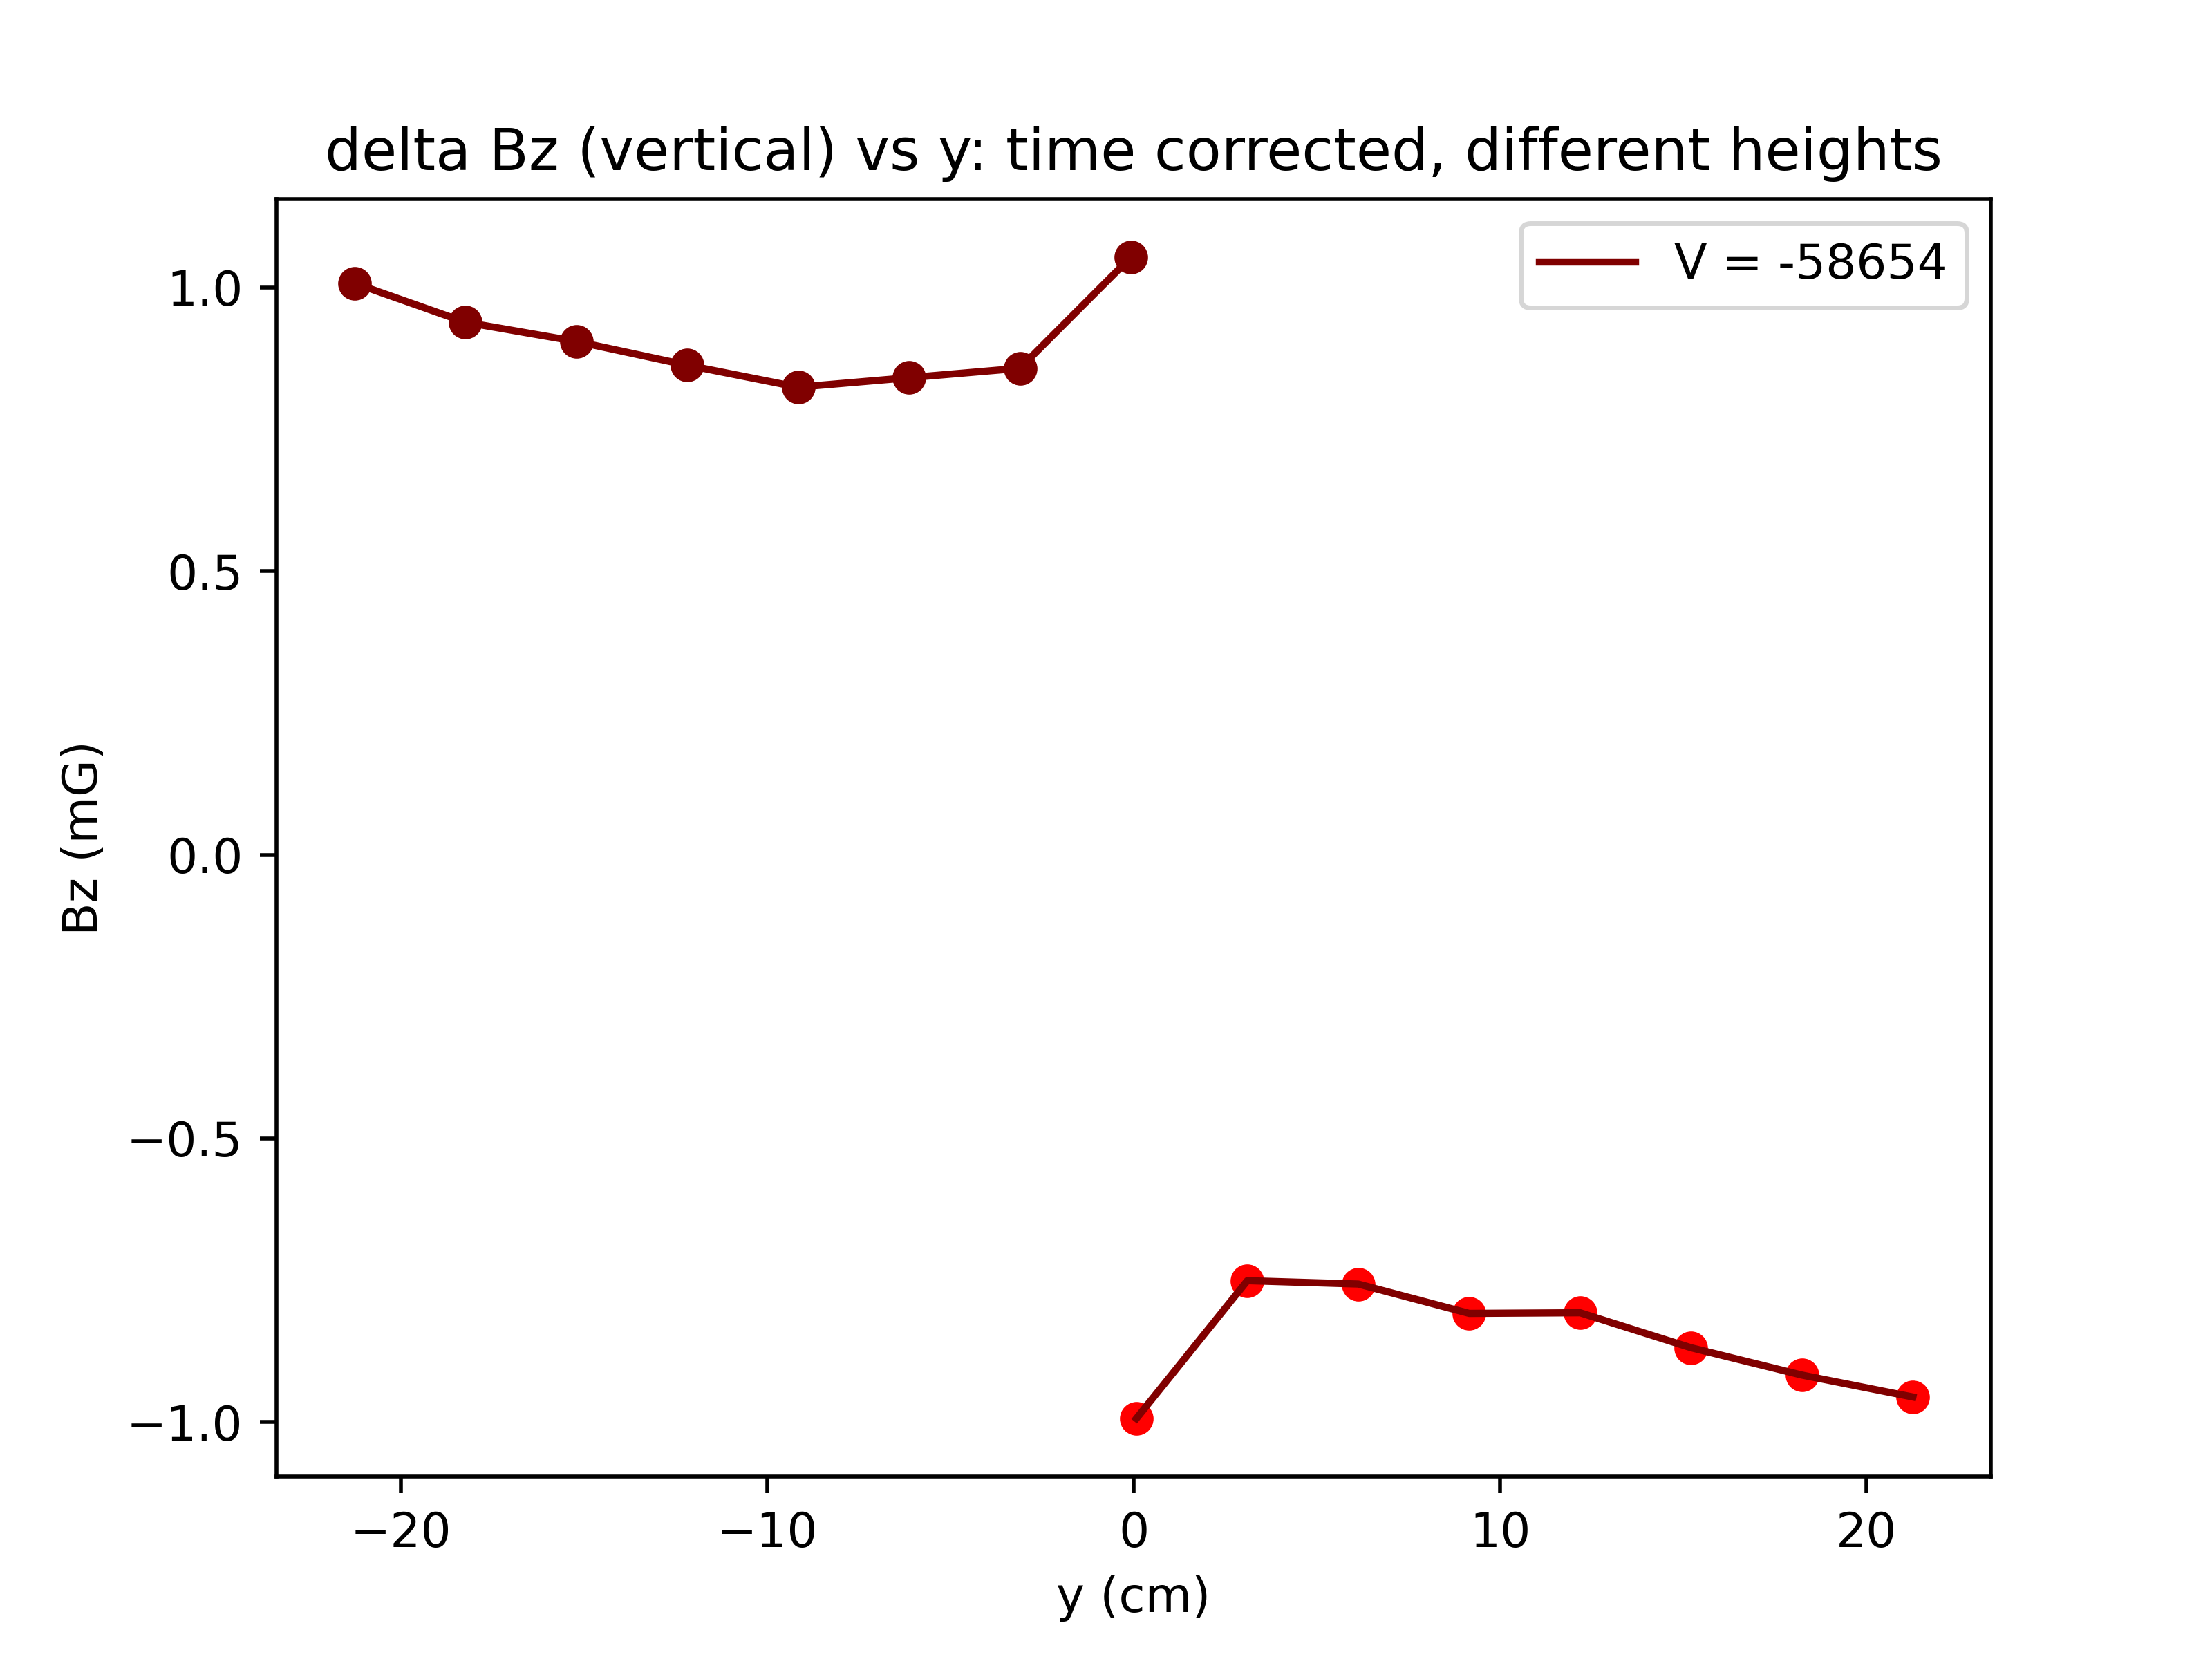 delta Bz (vertical) vs y: time corrected, different heights
V = -58654
1.0
0.5
0.0
−0.5
−1.0
Bz (mG)
−20
−10
0
10
20
y (cm)